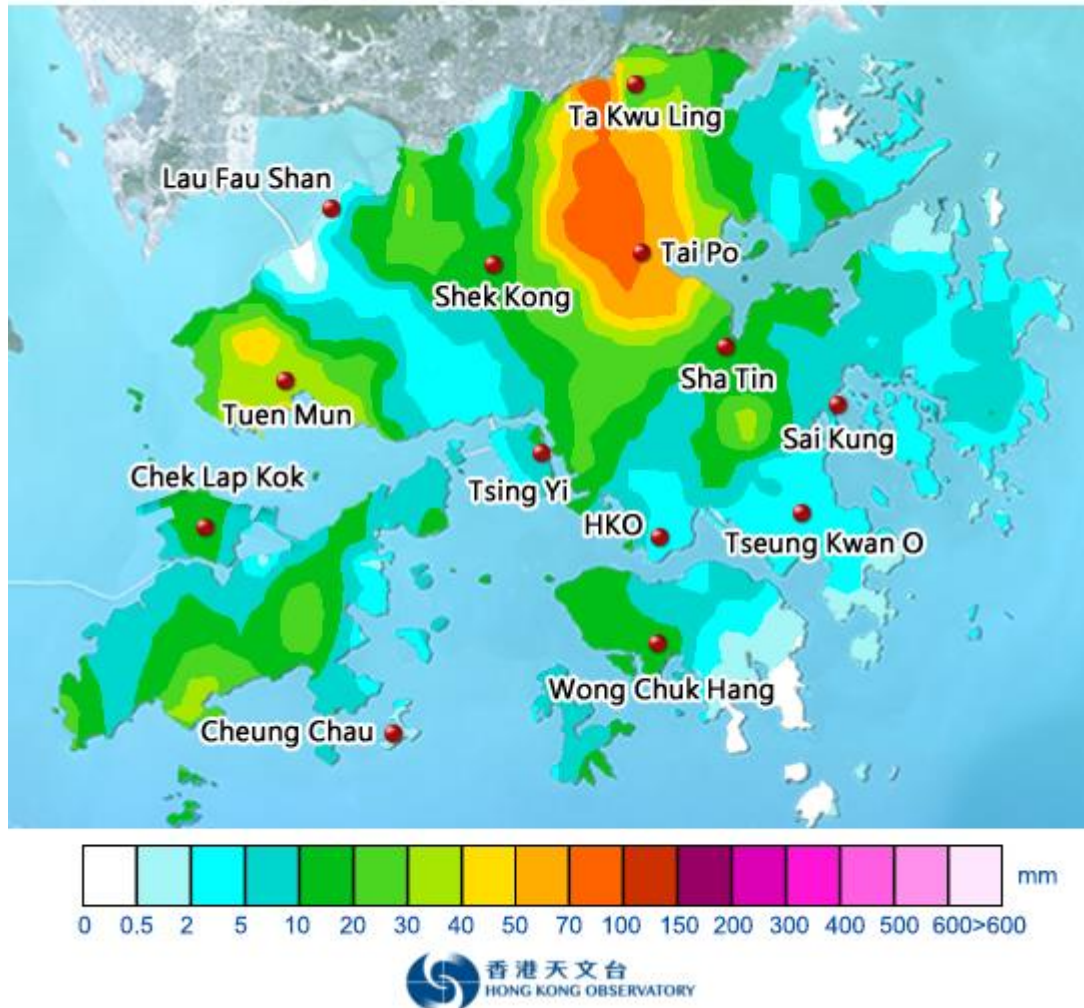 Ta Kwu Ling
Lau Fau Shan
Tai Po
Shek Kong
Sha Tin
Tuen Mun
Sai Kung
Chek Lap Kok
Tsing Yi
HKO
Tseung Kwan O
Wong Chuk Hang
Cheung Chau
mm
0 0.5 2 5 10 20 30 40 50 70 100 150 200 300 400 500 600>600
香港天文台
HONG KONG OBSERVATORY